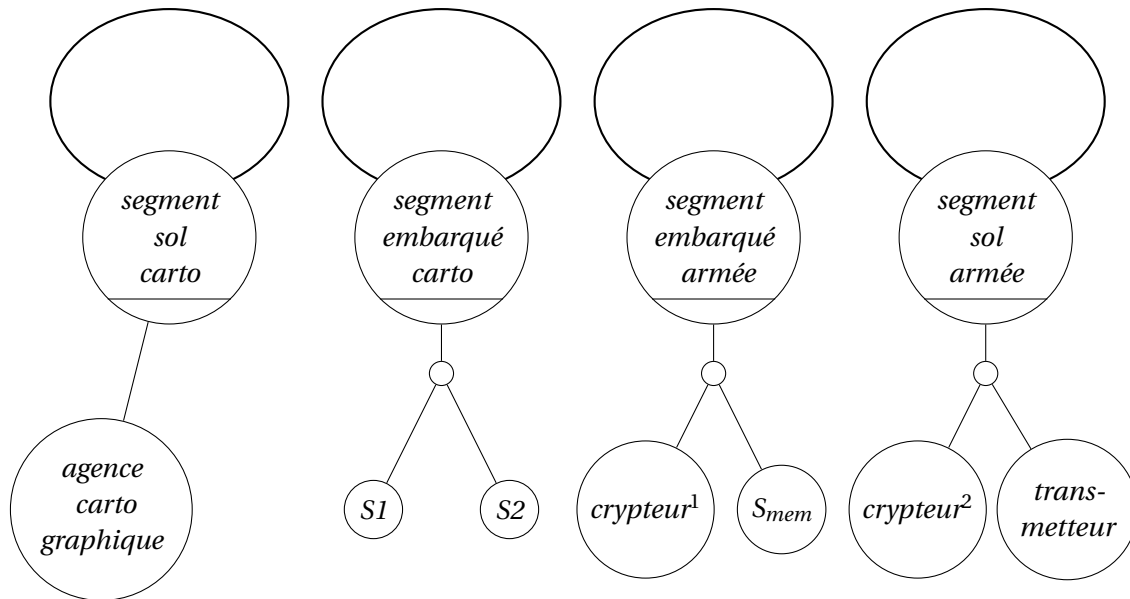 segment
sol
carto
segment
embarqué
carto
segment
embarqué
armée
segment
sol
armée
agence
carto
graphique
S1
S2
crypteur¹
Smem
crypteur²
trans-
metteur